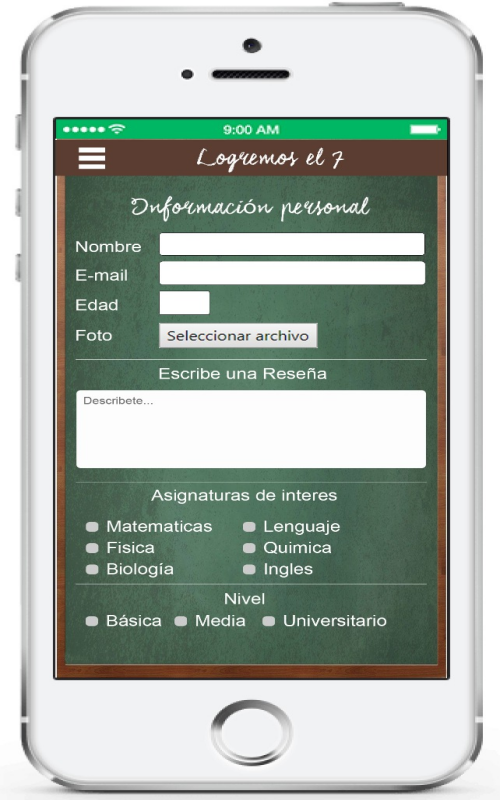 9:00 AM
Logremos el 7
Información personal
Nombre
E-mail
Edad
Foto Seleccionar archivo
Escribe una Reseña
Describete...
Asignaturas de interes
Matematicas Lenguaje
Fisica Quimica
Biología Ingles
Nivel
Básica Media Universitario